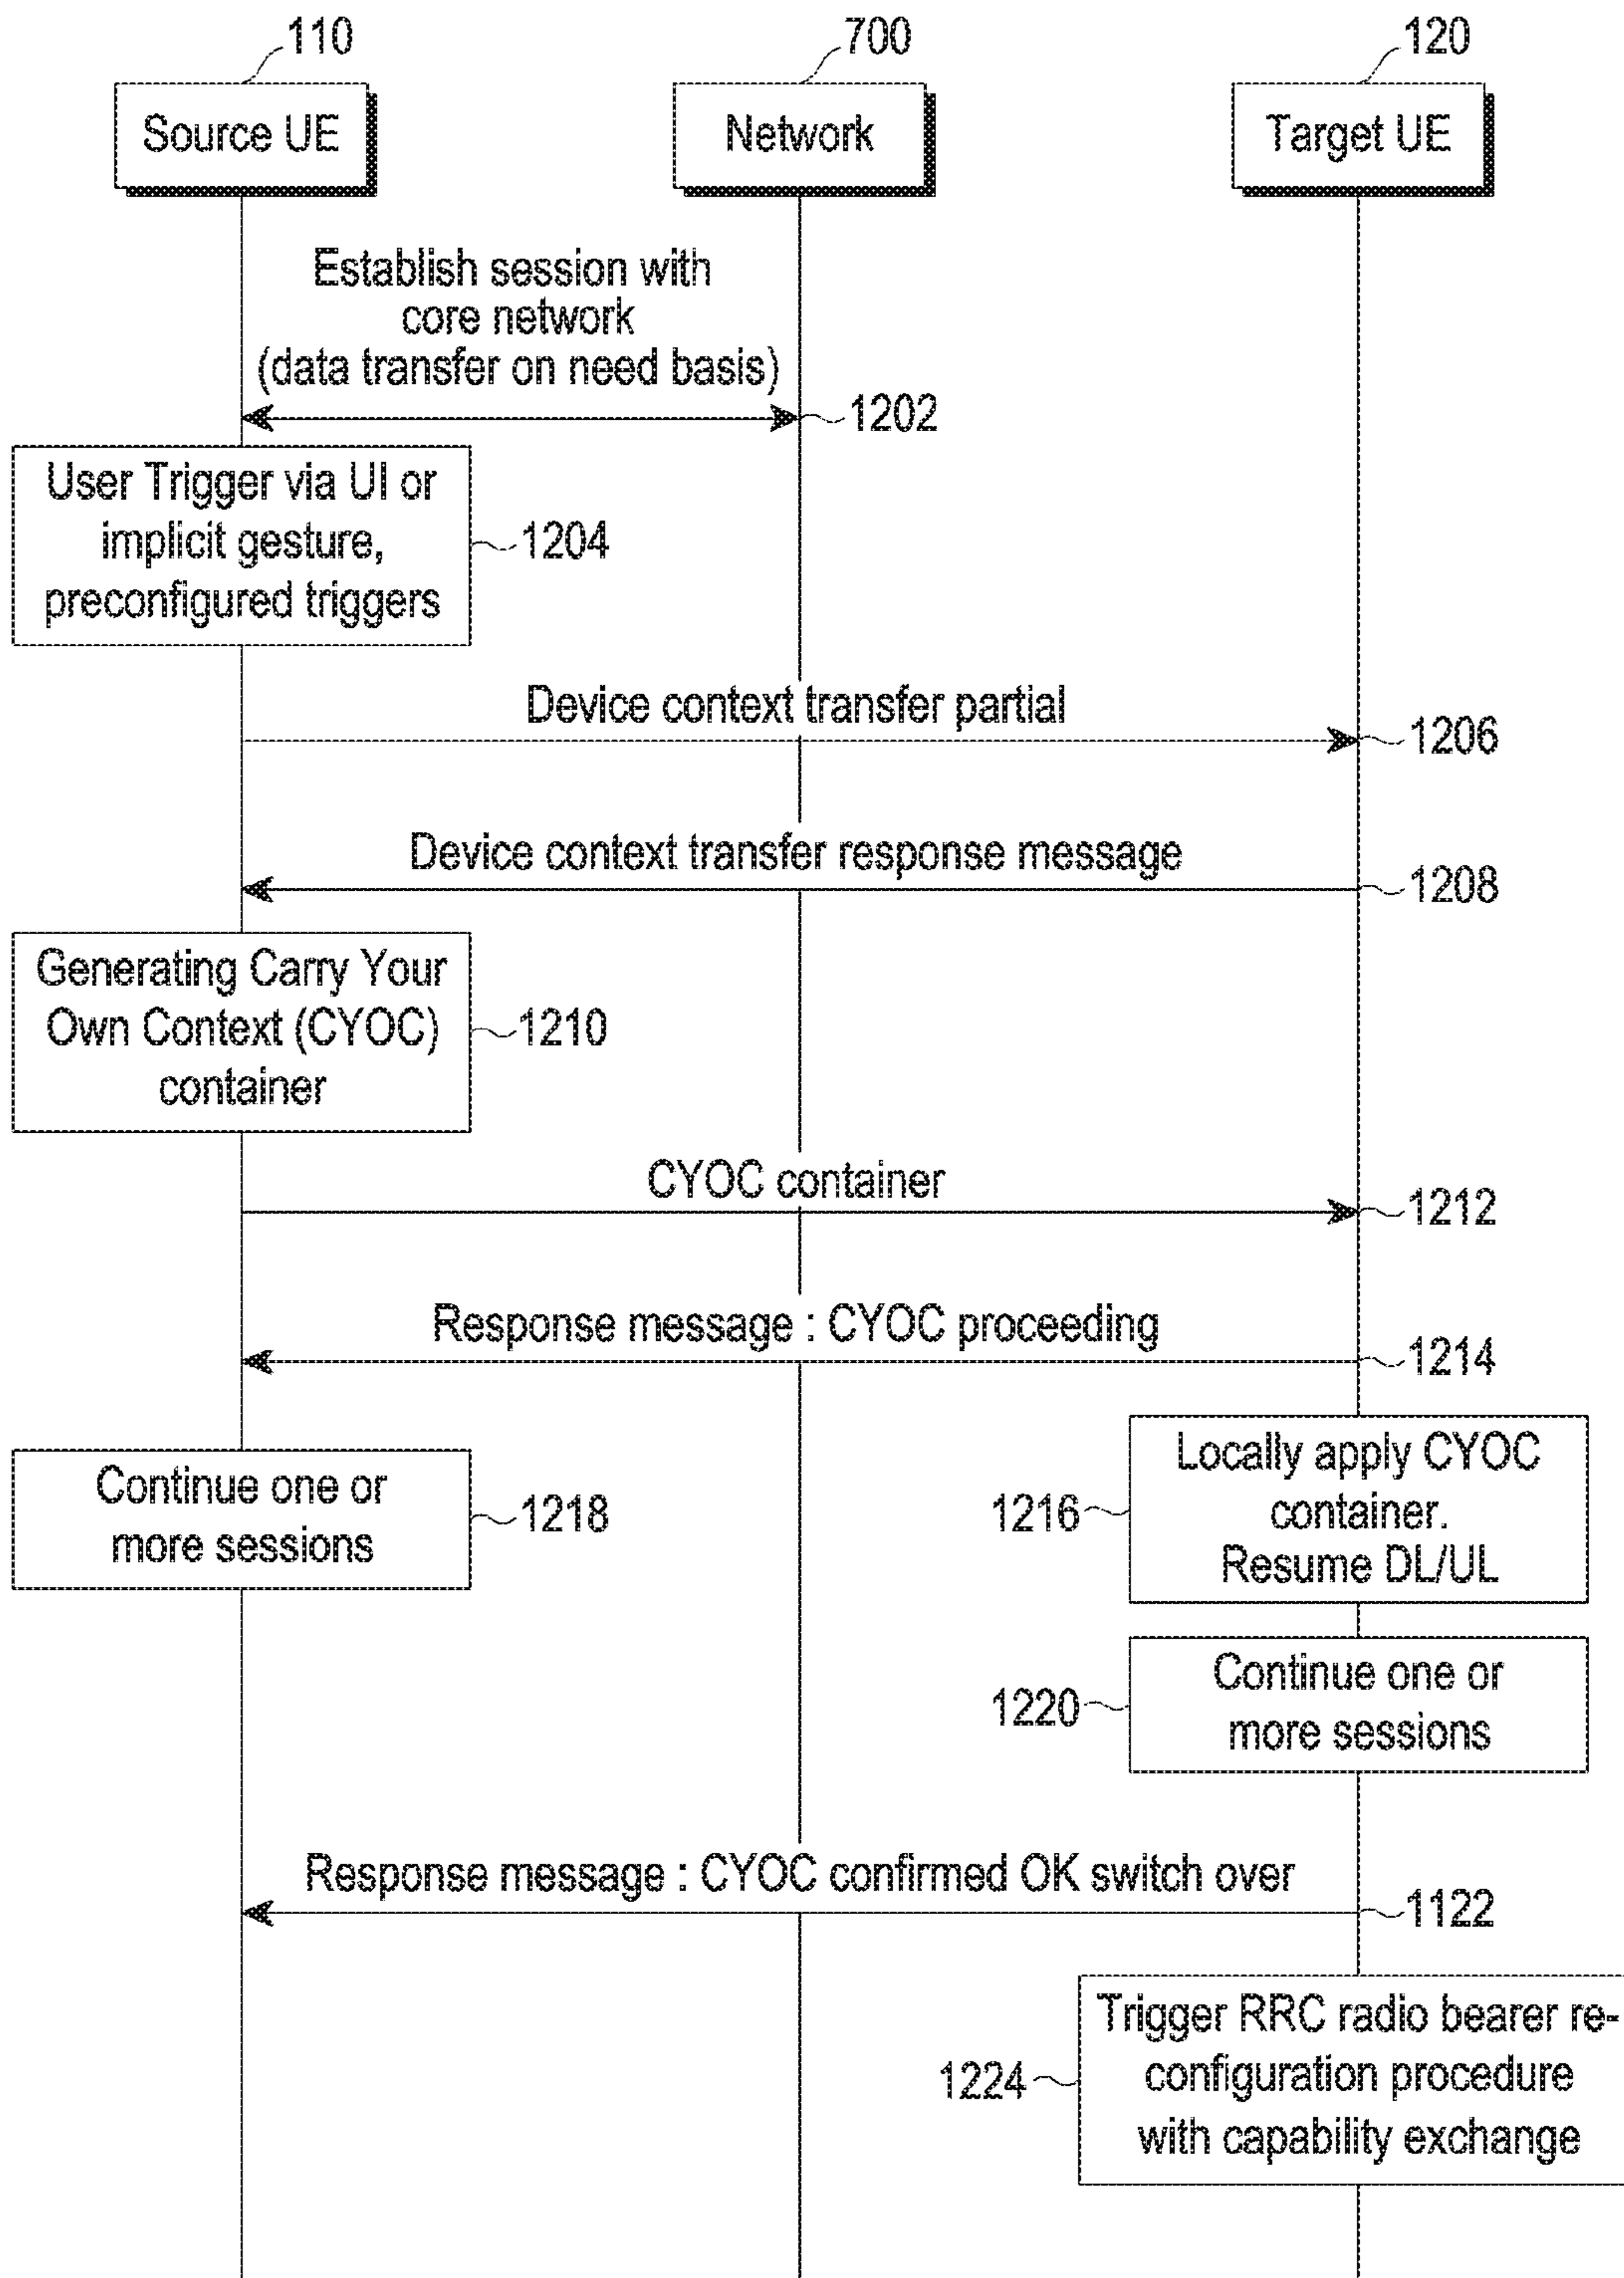 110
700
120
Source UE
Network
Target UE
Establish session with
core network
(data transfer on need basis)
1202
User Trigger via UI or
implicit gesture,
preconfigured triggers
1204
Device context transfer partial
1206
Device context transfer response message
1208
Generating Carry Your
Own Context (CYOC)
container
1210
CYOC container
1212
Response message : CYOC proceeding
1214
Continue one or
more sessions
1218
1216
Locally apply CYOC
container.
Resume DL/UL
1220
Continue one or
more sessions
Response message : CYOC confirmed OK switch over
1122
1224
Trigger RRC radio bearer re-
configuration procedure
with capability exchange